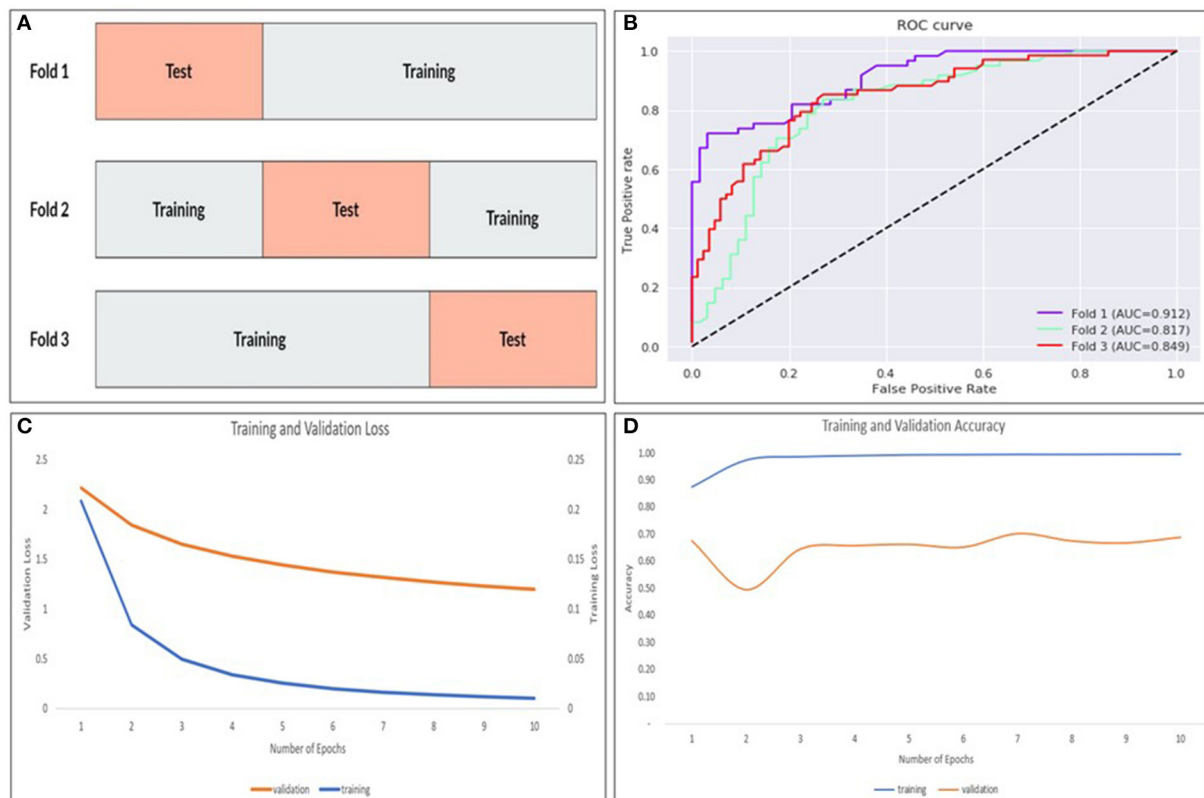 A
Fold 1
Test
Training
Fold 2
Training
Test
Training
Fold 3
Training
Test
B
ROC curve
True Positive rate
1.0
0.8
0.6
0.4
0.2
0.0
0.0 0.2 0.4 0.6 0.8 1.0
False Positive Rate
Fold 1 (AUC=0.912)
Fold 2 (AUC=0.817)
Fold 3 (AUC=0.849)
C
Training and Validation Loss
Validation Loss
2.5
2
1.5
1
0.5
0
0.25
0.2
0.15
0.1
0.05
0
Training Loss
1 2 3 4 5 6 7 8 9 10
Number of Epochs
validation training
D
Training and Validation Accuracy
Accuracy
1.00
0.90
0.80
0.70
0.60
0.50
0.40
0.30
0.20
0.10
-
1 2 3 4 5 6 7 8 9 10
Number of Epochs
training validation